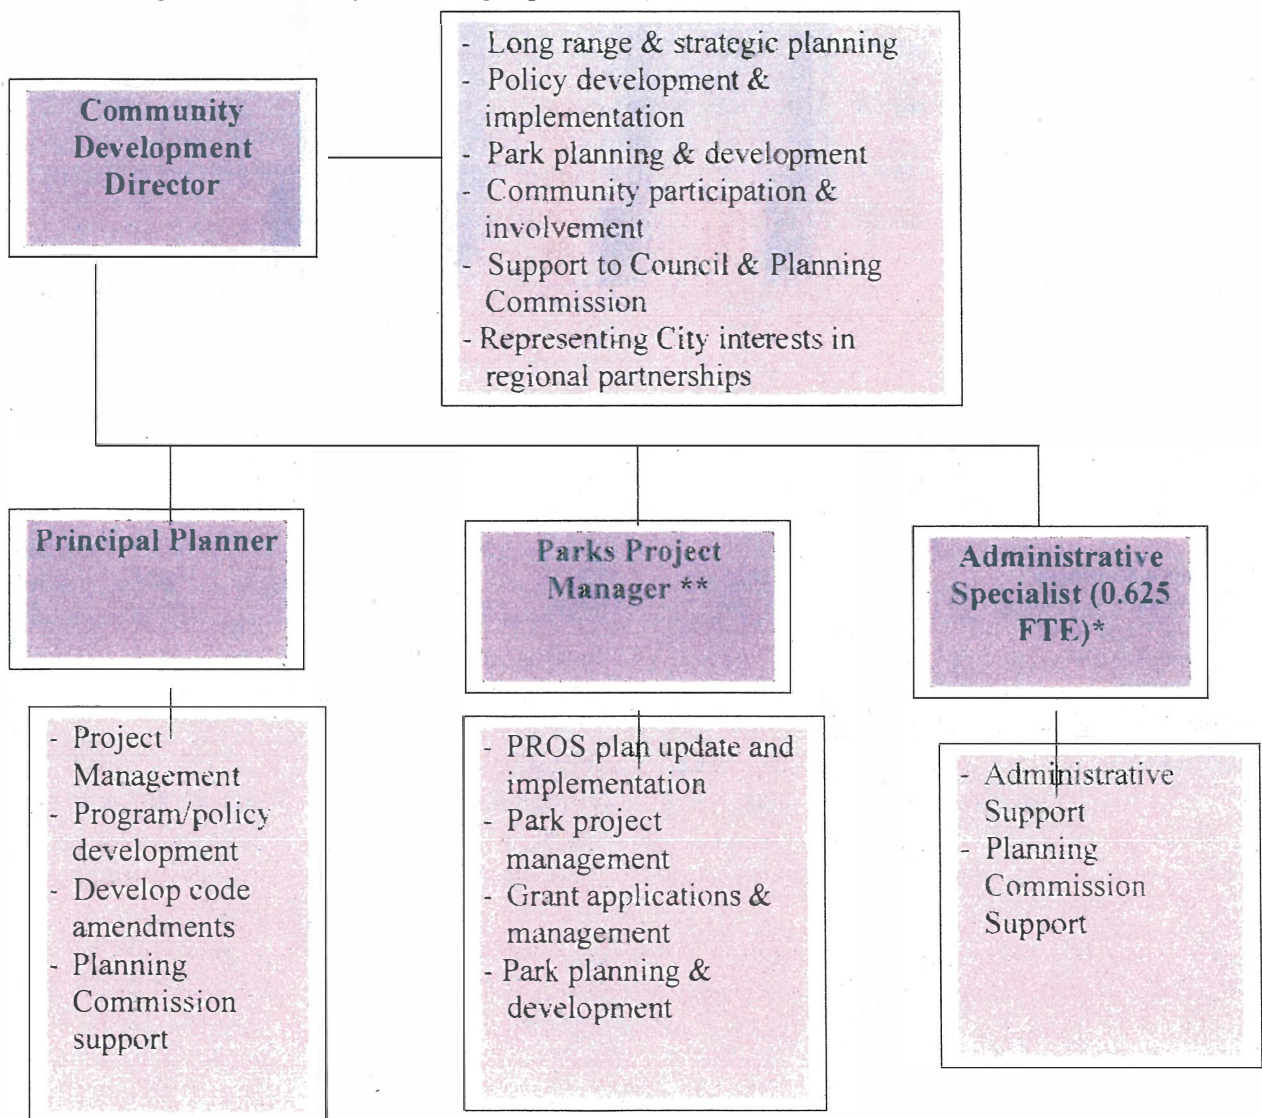 Community
Development
Director
- Long range & strategic planning
- Policy development &
implementation
- Park planning & development
- Community participation &
involvement
- Support to Council & Planning
Commission
- Representing City interests in
regional partnerships
Principal Planner
- Project
Management
- Program/policy
development
- Develop code
amendments
- Planning
Commission
support
Parks Project
Manager **
- PROS plan update and
implementation
- Park project
management
- Grant applications &
management
- Park planning &
development
Administrative
Specialist (0.625
FTE)*
- Administrative
Support
- Planning
Commission
Support